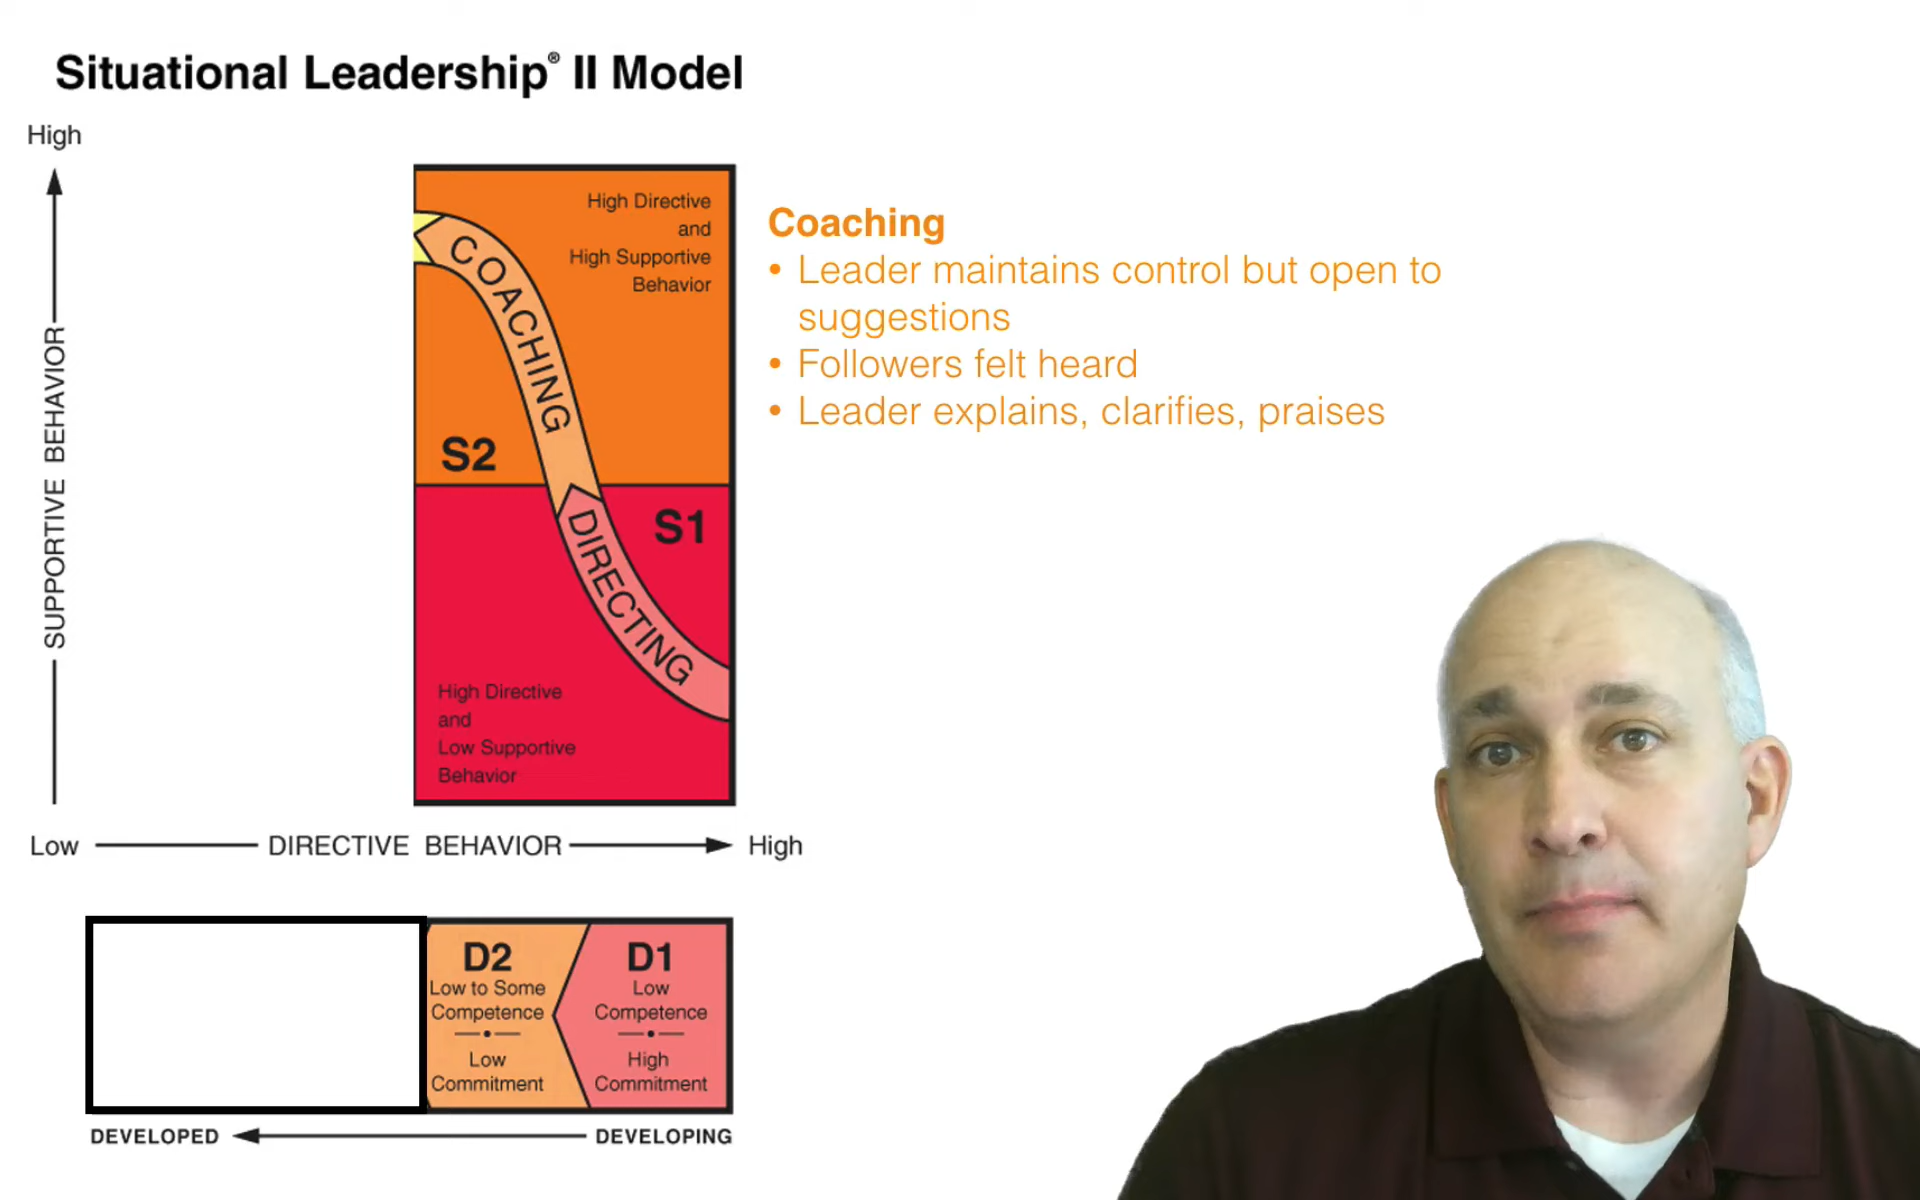 Situational Leadership® II Model
High
SUPPORTIVE BEHAVIOR
High Directive
and
High Supportive
Behavior
COACHING
S2
S1
DIRECTING
High Directive
and
Low Supportive
Behavior
Low
DIRECTIVE BEHAVIOR
High
Coaching
• Leader maintains control but open to
suggestions
• Followers felt heard
• Leader explains, clarifies, praises
D2
Low to Some
Competence
Low
Commitment
D1
Low
Competence
High
Commitment
DEVELOPED
DEVELOPING